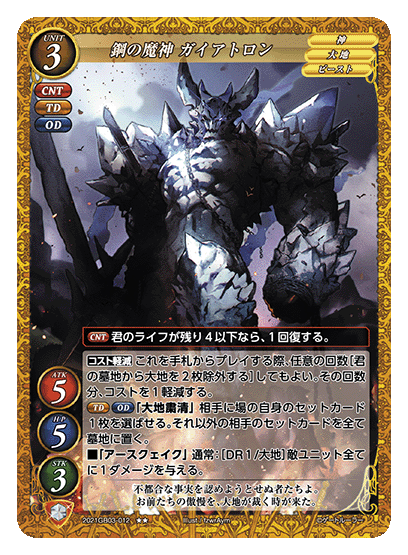 UNIT
3
鋼の魔神 ガイアトロン
神
大地
ビースト
CNT
TD
OD
CNT 君のライフが残り4以下なら、1回復する。
コスト軽減 これを手札からプレイする際、任意の回数[君
の墓地から大地を2枚除外する]してもよい。その回数
分、コストを1軽減する。
TD OD 「大地粛清」相手に場の自身のセットカード
1枚を選ばせる。それ以外の相手のセットカードを全て
墓地に置く。
■「アースクェイク」通常:[DR1/大地]敵ユニット全て
に1ダメージを与える。
ATK
5
H・P
5
STK
3
不都合な事実を認めようとせぬ者たちよ。
お前たちの傲慢を、大地が裁く時が来た。
2021GB03-012 ★★
Illust : tzwrAym
©ゲートルーラー